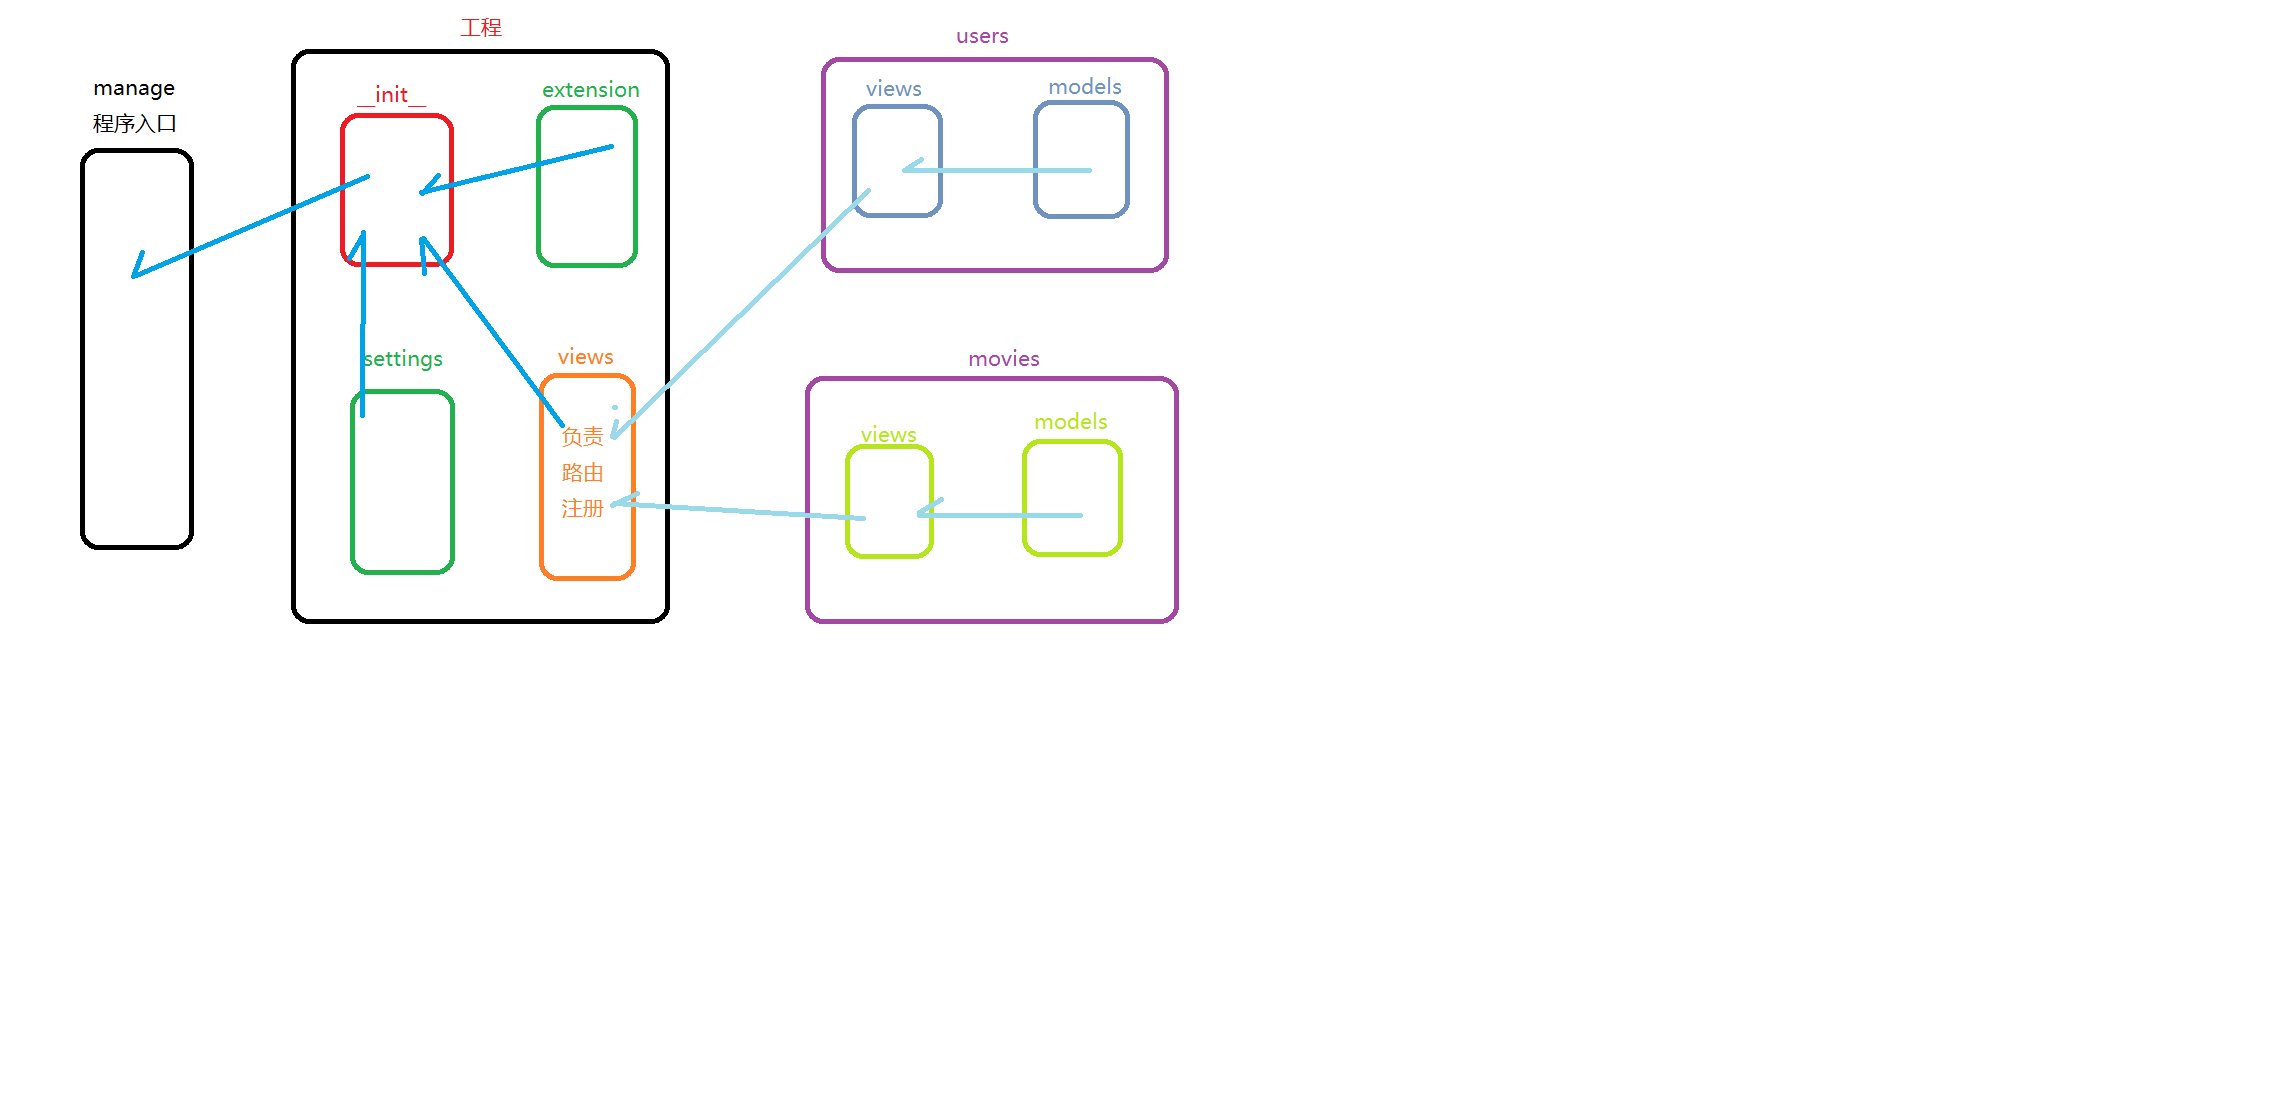 manage
程序入口
工程
__init__
extension
settings
views
负责
路由
注册
users
views
models
movies
views
models